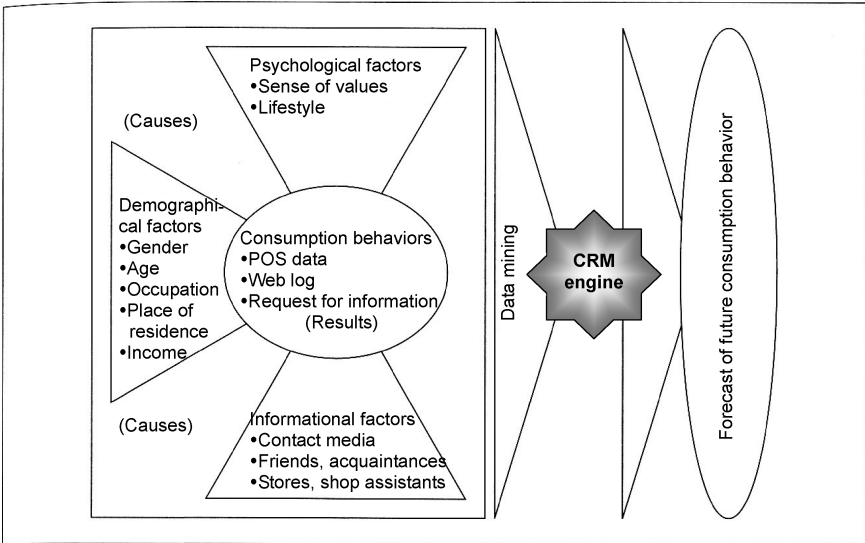 Psychological factors
•Sense of values
•Lifestyle
(Causes)
Demographi-
cal factors
•Gender
•Age
•Occupation
•Place of
residence
•Income
Consumption behaviors
•POS data
•Web log
•Request for information
(Results)
(Causes)
Informational factors
•Contact media
•Friends, acquaintances
•Stores, shop assistants
Data mining
CRM
engine
Forecast of future consumption behavior